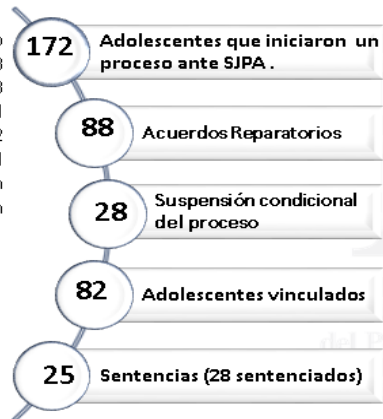 172
Adolescentes que iniciaron un
proceso ante SJPA .
88
Acuerdos Reparatorios
28
Suspensión condicional
del proceso
82
Adolescentes vinculados
25
Sentencias (28 sentenciados)